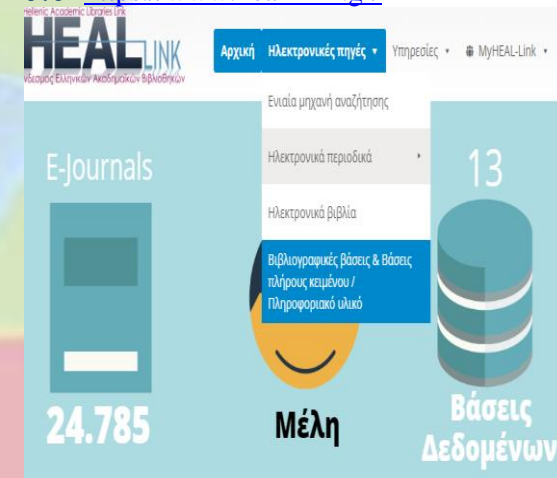 Hellenic Academic Libraries Link
HEAL LINK
Σύνδεσμος Ελληνικών Ακαδημαϊκών Βιβλιοθηκών
Αρχική Ηλεκτρονικές πηγές Υπηρεσίες MyHEAL-Link
Ενιαία μηχανή αναζήτησης
Ηλεκτρονικά περιοδικά
Ηλεκτρονικά βιβλία
Βιβλιογραφικές βάσεις & Βάσεις
πλήρους κειμένου /
Πληροφοριακό υλικό
E-Journals
24.785
Μέλη
13
Βάσεις
Δεδομένων